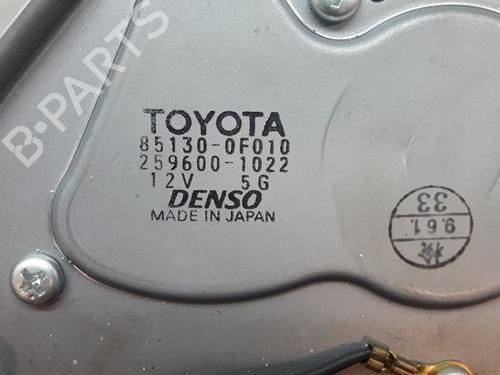 B-PARTS
TOYOTA
85130-0F010
259600-1022
12V 5G
DENSO
MADE IN JAPAN
33
9.6.1.